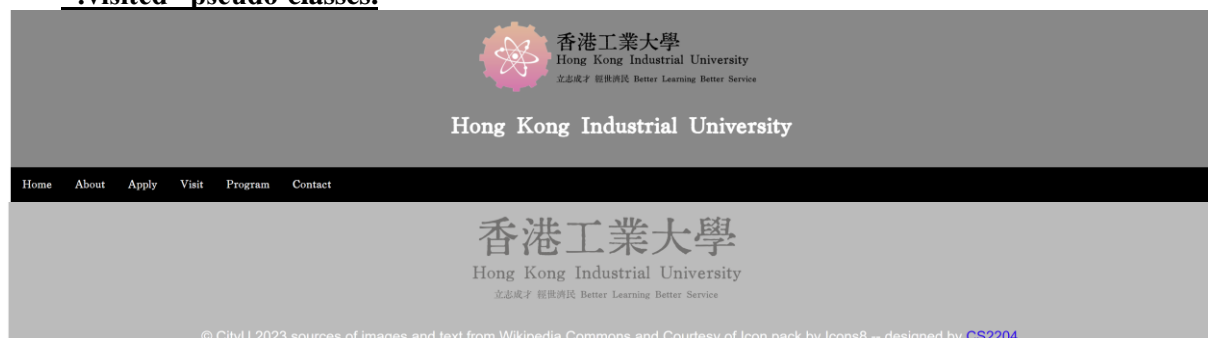 ":visited" pseudo-classes.
香港工業大學
Hong Kong Industrial University
立志成才 經世濟民 Better Learning Better Service
Hong Kong Industrial University
Home About Apply Visit Program Contact
香港工業大學
Hong Kong Industrial University
立志成才 經世濟民 Better Learning Better Service
© CityU 2023 sources of images and text from Wikipedia Commons and Courtesy of Icon pack by Icons8 -- designed by CS2204